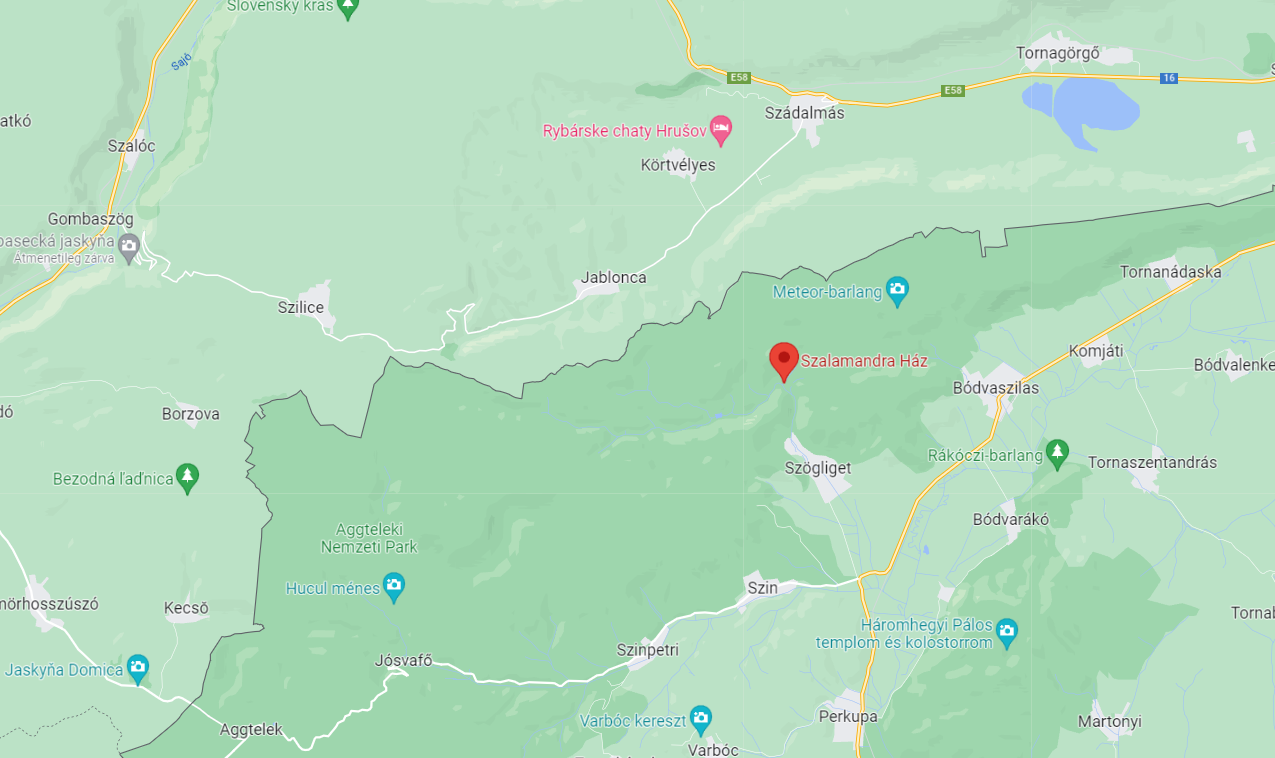 Slovenský kras
Sajó
Tornagörgő
E58
16
E58
atkó
Szádalmás
Rybárske chaty Hrušov
Szalóc
Körtvélyes
Gombaszög
basecká jaskyňa
Átmenetileg zárva
Jablonca
Tornanádaska
Meteor-barlang
Szilice
Komjáti
Szalamandra Ház
Bódvalenke
Bódvaszilas
dó
Borzova
Rákóczi-barlang
Tornaszentandrás
Szögliget
Bezodná ľadnica
Bódvarákó
Aggteleki
Nemzeti Park
Hucul ménes
Szin
mörhosszúszó
Kecső
Tornab
Háromhegyi Pálos
templom és kolostorrom
Szinpetri
Jósvafő
Jaskyňa Domica
Perkupa
Varbóc kereszt
Martonyi
Aggtelek
Varbóc